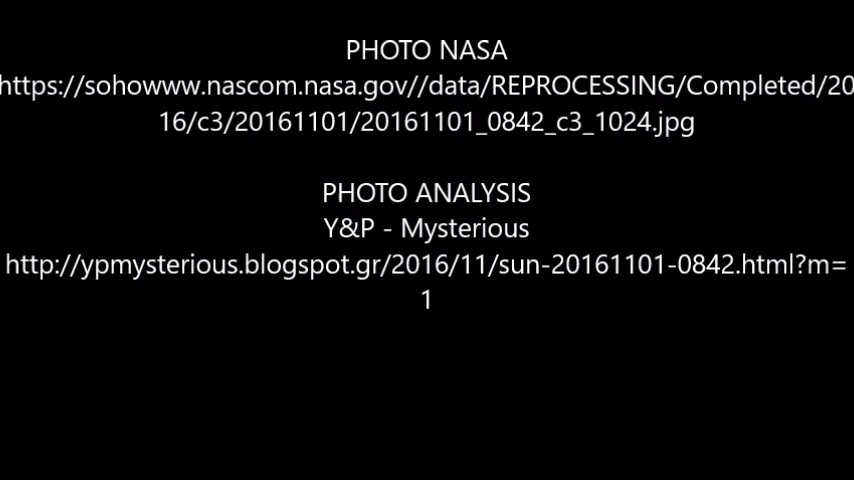 PHOTO NASA
https://sohowww.nascom.nasa.gov//data/REPROCESSING/Completed/20
16/c3/20161101/20161101_0842_c3_1024.jpg
PHOTO ANALYSIS
Y&P - Mysterious
http://ypmysterious.blogspot.gr/2016/11/sun-20161101-0842.html?m=
1